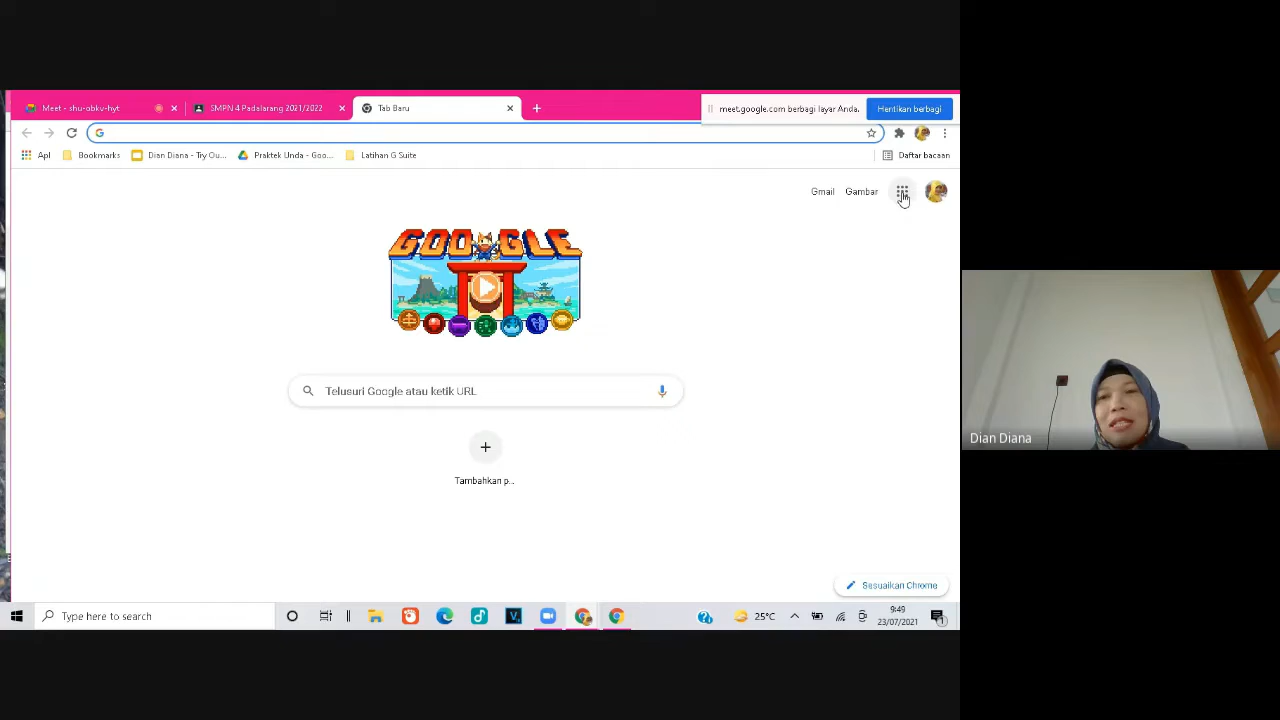 Meet - shu-obkv-hyt
SMPN 4 Padalarang 2021/2022
Tab Baru
meet.google.com berbagi layar Anda.
Hentikan berbagi
Apl
Bookmarks
Dian Diana - Try Ou...
Praktek Unda - Goo...
Latihan G Suite
Daftar bacaan
Gmail
Gambar
GOOGLE
Telusuri Google atau ketik URL
Tambahkan p...
Dian Diana
Sesuaikan Chrome
Type here to search
25°C
9:49
23/07/2021
1